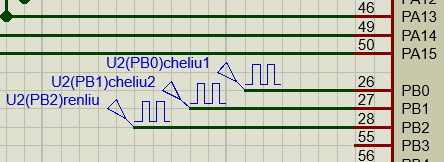 PA12
46 PA13
49 PA14
50 PA15
U2(PB0)cheliu1
26 PB0
U2(PB1)cheliu2
27 PB1
U2(PB2)renliu
28 PB2
55 PB3
56